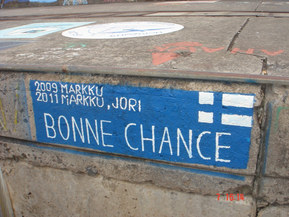 2009 MARKKU
2011 MARKKU, JORI
BONNE CHANCE